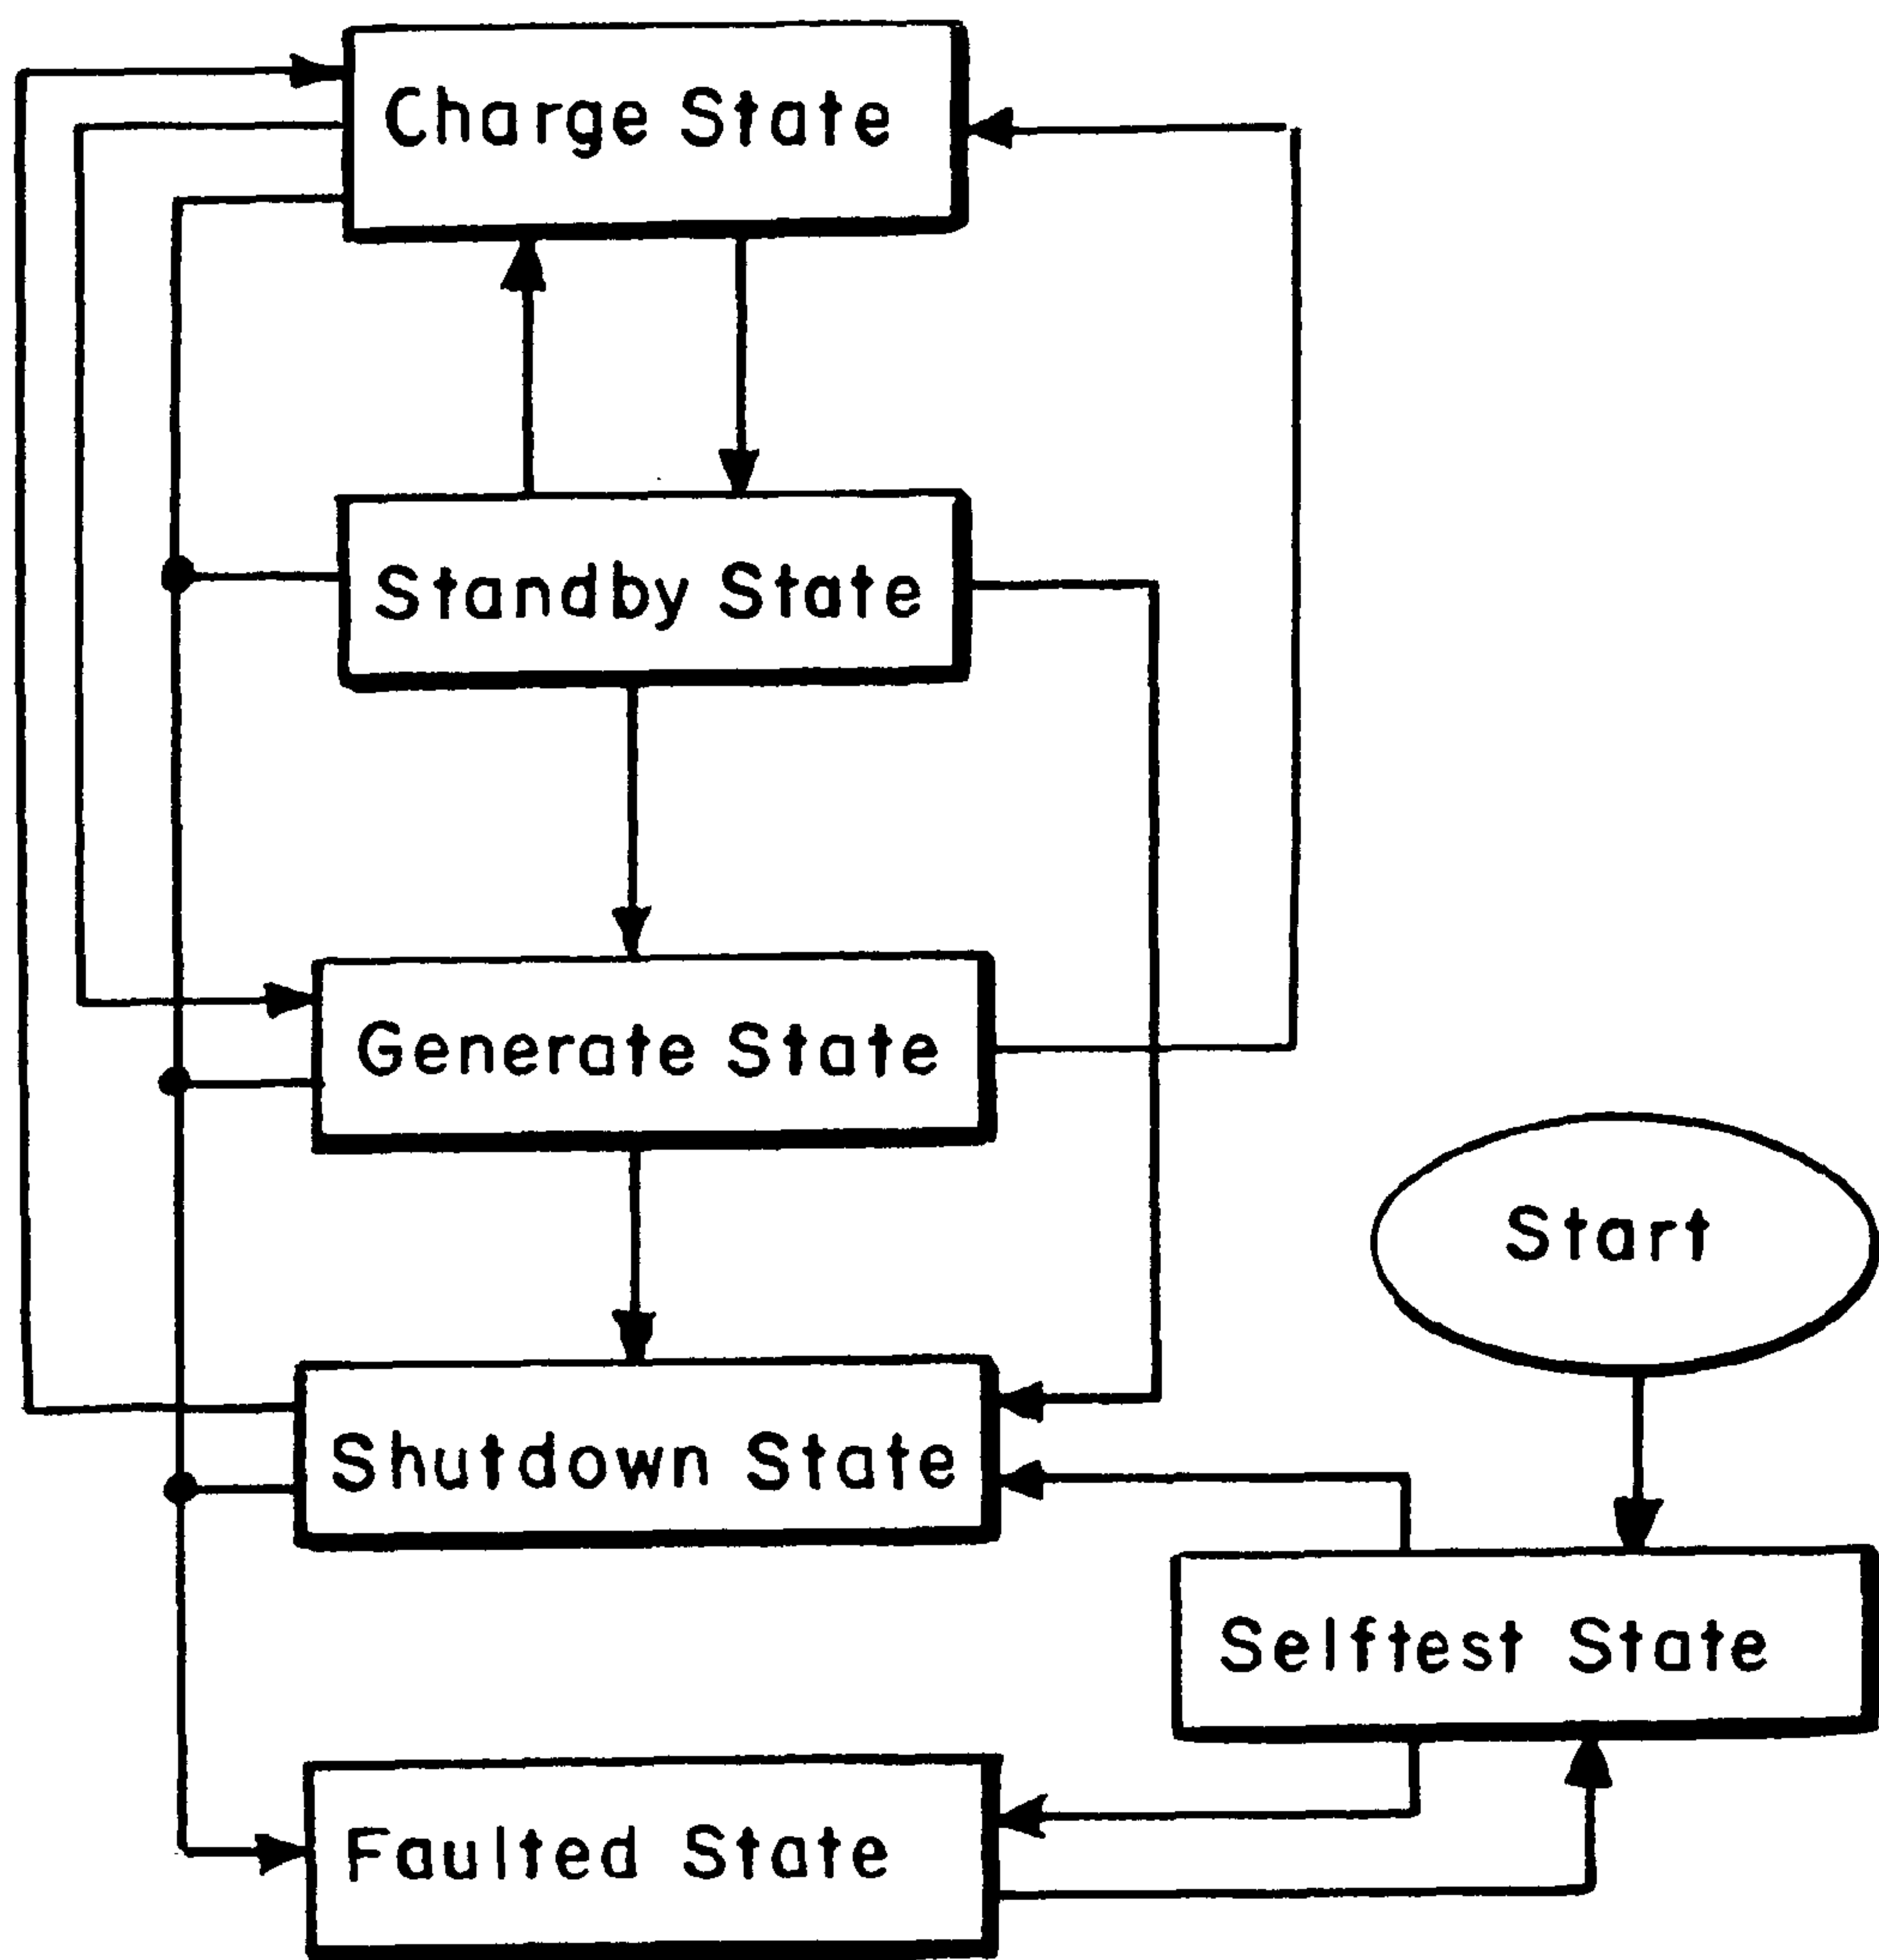 Charge State
Standby State
Generate State
Start
Shutdown State
Selftest State
Faulted State